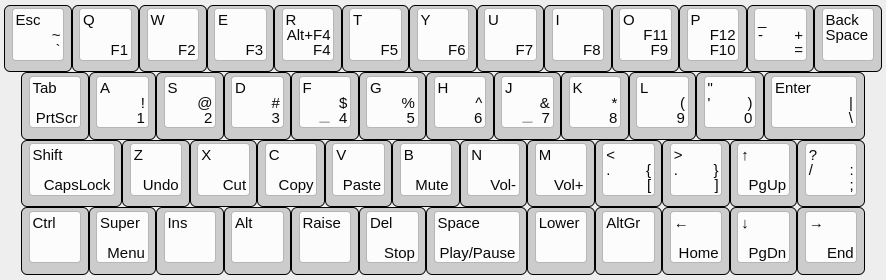 Esc ~ `
Q F1
W F2
E F3
R Alt+F4 F4
T F5
Y F6
U F7
I F8
O F11 F9
P F12 F10
_ - + =
Back Space
Tab PrtScr
A ! 1
S @ 2
D # 3
F $ _ 4
G % 5
H ^ 6
J & _ 7
K * 8
L ( 9
" ' ) 0
Enter | \
Shift CapsLock
Z Undo
X Cut
C Copy
V Paste
B Mute
N Vol-
M Vol+
< . { [
> . } ]
↑ PgUp
? / : ;
Ctrl
Super Menu
Ins
Alt
Raise
Del Stop
Space Play/Pause
Lower
AltGr
← Home
↓ PgDn
→ End